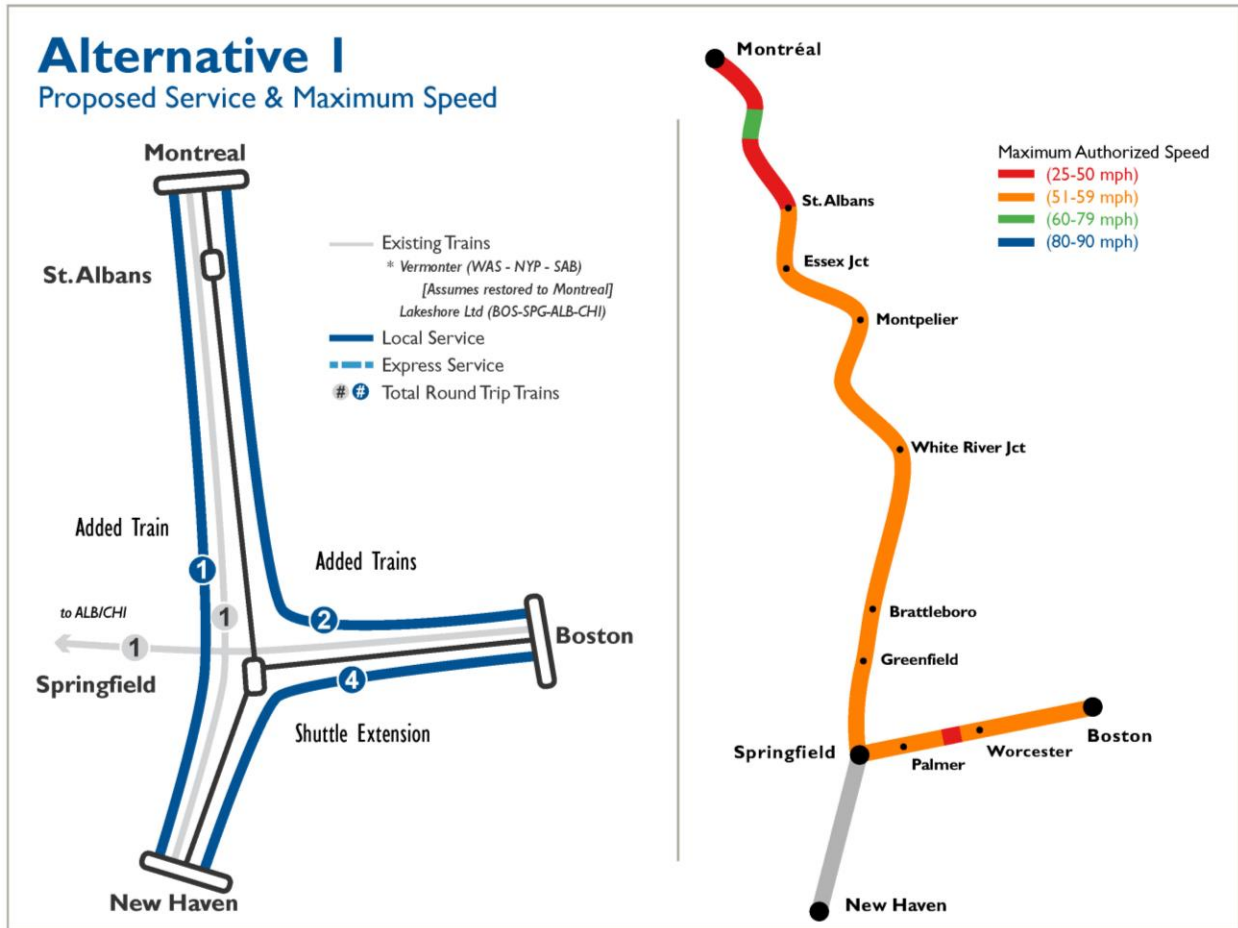 Alternative 1
Proposed Service & Maximum Speed
Montreal
St. Albans
Existing Trains
* Vermonter (WAS - NYP - SAB)
[Assumes restored to Montreal]
Lakeshore Ltd (BOS-SPG-ALB-CHI)
Local Service
Express Service
# # Total Round Trip Trains
Added Train
1
Added Trains
to ALB/CHI
1
1
2
Boston
Springfield
4
Shuttle Extension
New Haven
Montréal
Maximum Authorized Speed
(25-50 mph)
(51-59 mph)
(60-79 mph)
(80-90 mph)
St. Albans
Essex Jct
Montpelier
White River Jct
Brattleboro
Greenfield
Springfield
Palmer
Worcester
Boston
New Haven